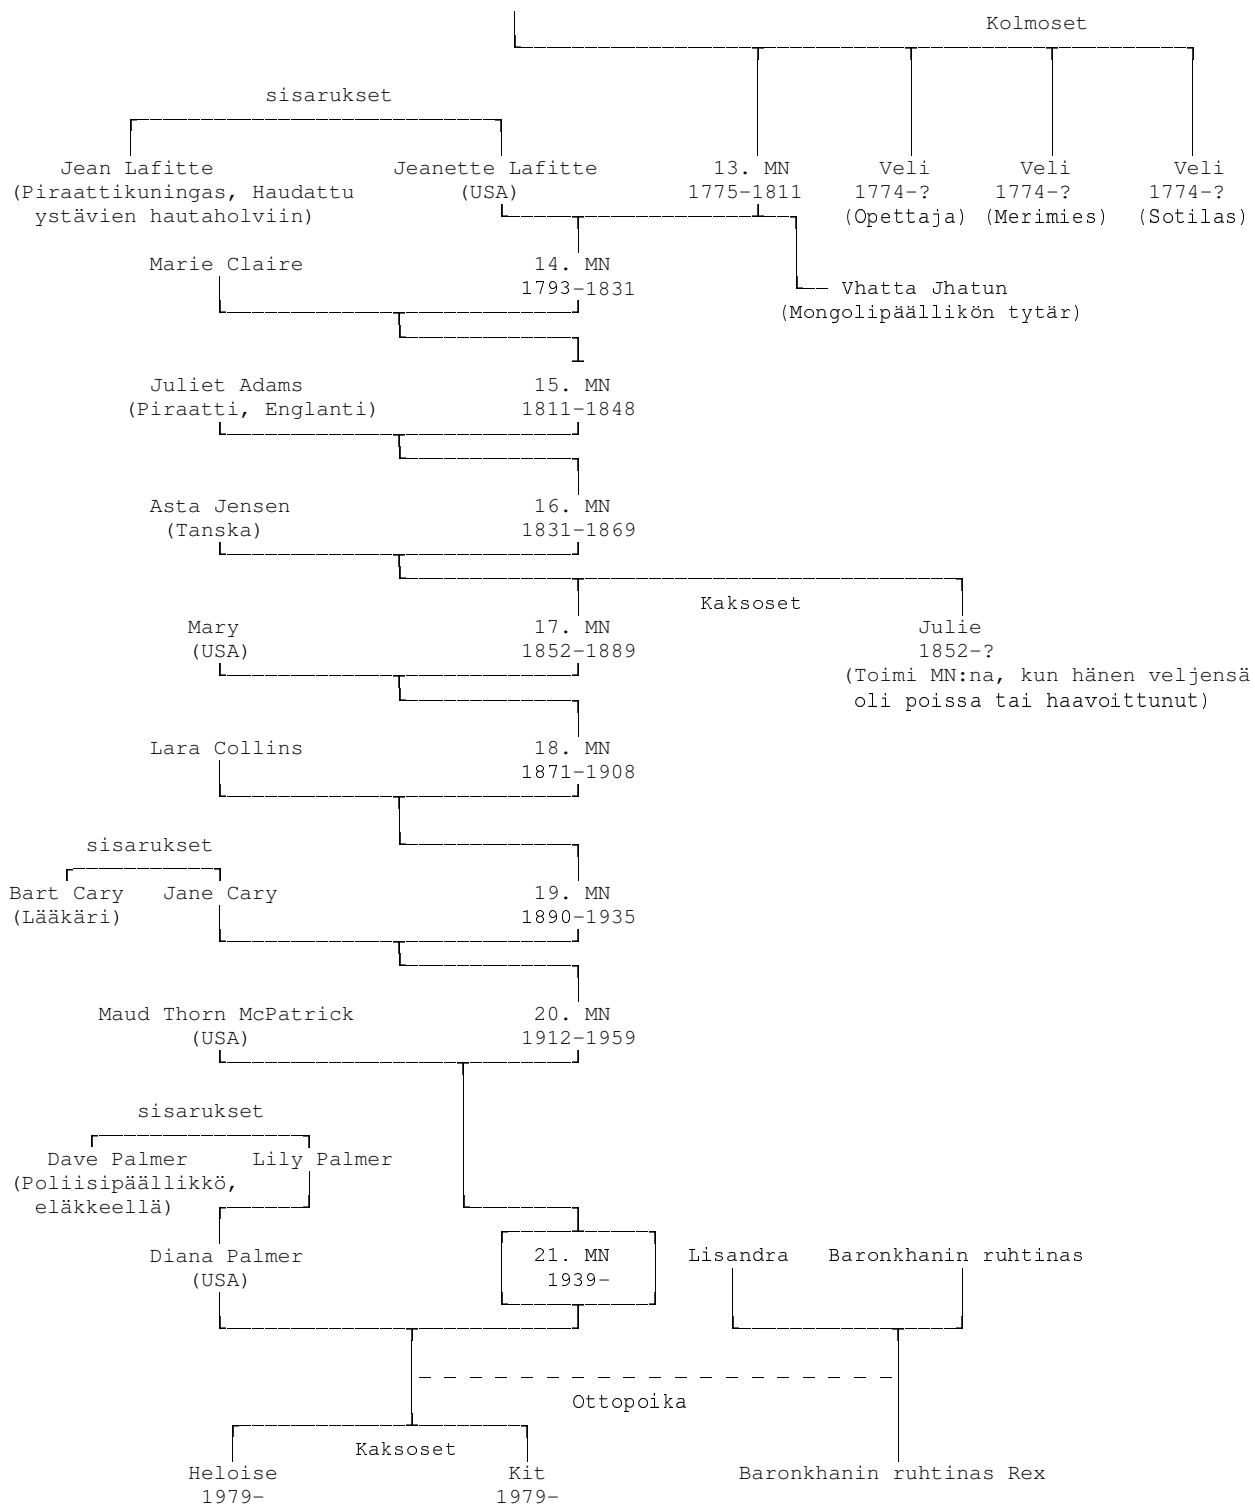 Kolmoset
sisarukset
Jean Lafitte Jeanette Lafitte 13. MN Veli Veli Veli
(Piraattikuningas, Haudattu (USA) 1775-1811 1774-? 1774-? 1774-?
ystävien hautaholviin) (Opettaja) (Merimies) (Sotilas)
Marie Claire 14. MN
1793-1831 Vhatta Jhatun
(Mongolipäällikön tytär)
Juliet Adams 15. MN
(Piraatti, Englanti) 1811-1848
Asta Jensen 16. MN
(Tanska) 1831-1869
Kaksoset
Mary 17. MN Julie
(USA) 1852-1889 1852-?
(Toimi MN:na, kun hänen veljensä
oli poissa tai haavoittunut)
Lara Collins 18. MN
1871-1908
sisarukset
Bart Cary Jane Cary 19. MN
(Lääkäri) 1890-1935
Maud Thorn McPatrick 20. MN
(USA) 1912-1959
sisarukset
Dave Palmer Lily Palmer
(Poliisipäällikkö,
eläkkeellä)
Diana Palmer 21. MN Lisandra Baronkhanin ruhtinas
(USA) 1939-
Ottopoika
Kaksoset
Heloise Kit Baronkhanin ruhtinas Rex
1979- 1979-